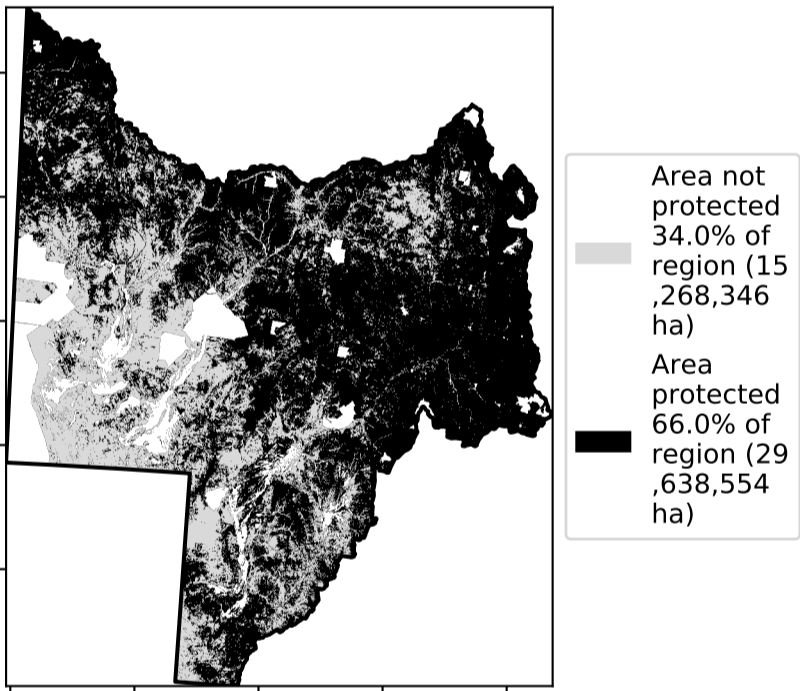 Area not
protected
34.0% of
region (15
,268,346
ha)
Area
protected
66.0% of
region (29
,638,554
ha)